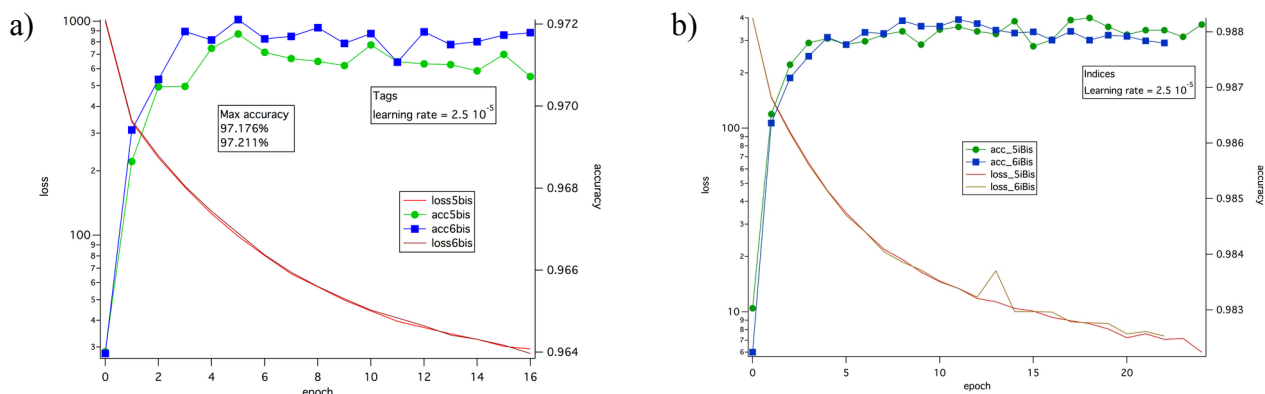 a)
1000
9
8
7
6
5
4
3
2
100
9
8
7
6
5
4
3
loss
0
2
4
6
8
10
12
14
16
epoch
0.972
0.970
0.968
0.966
0.964
accuracy
Max accuracy
97.176%
97.211%
Tags
learning rate = 2.5 10^-5
loss5bis
acc5bis
acc6bis
loss6bis
b)
4
3
2
100
9
8
7
6
5
4
3
2
10
9
8
7
6
loss
0
5
10
15
20
epoch
0.988
0.987
0.986
0.985
0.984
0.983
accuracy
Indices
Learning rate = 2.5 10^-5
acc_5iBis
acc_6iBis
loss_5iBis
loss_6iBis